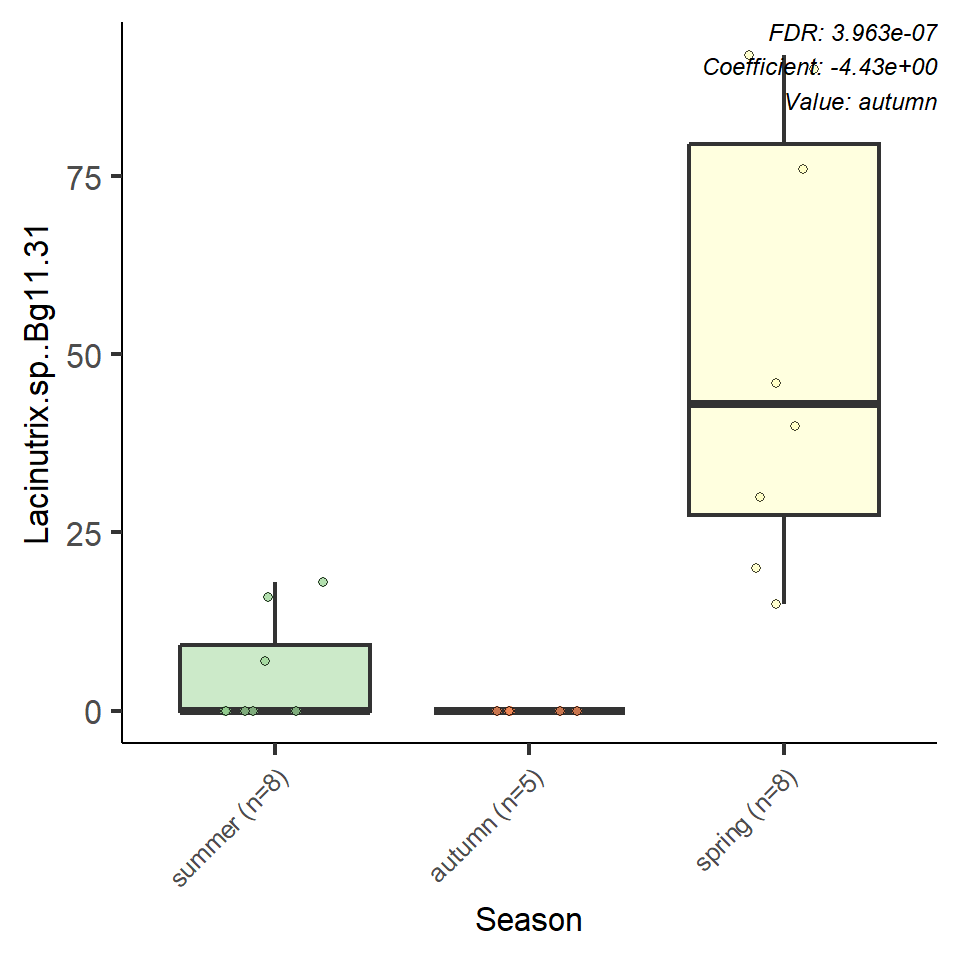 FDR: 3.963e-07
Coefficient: -4.43e+00
Value: autumn
Lacinutrix.sp..Bg11.31
75
50
25
0
summer (n=8)
autumn (n=5)
spring (n=8)
Season